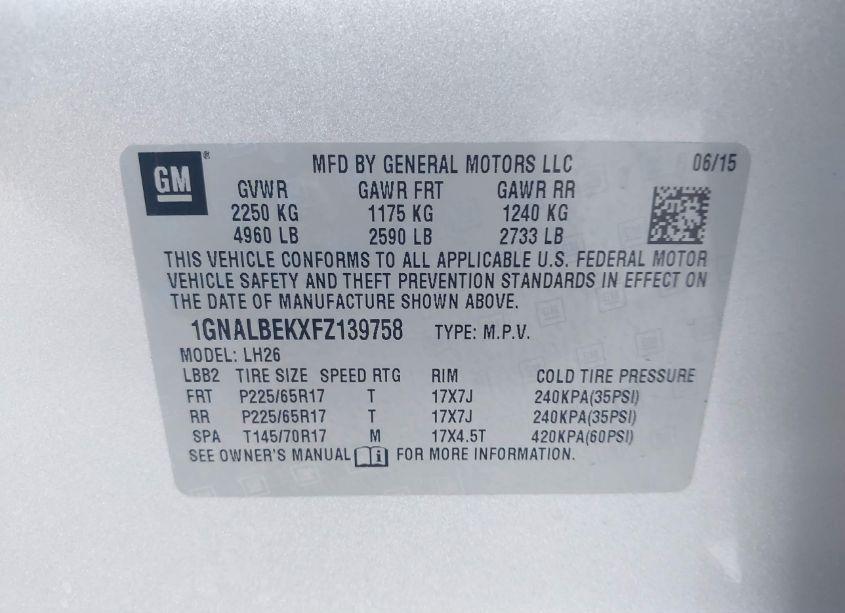 GM® MFD BY GENERAL MOTORS LLC 06/15
GVWR GAWR FRT GAWR RR
2250 KG 1175 KG 1240 KG
4960 LB 2590 LB 2733 LB
THIS VEHICLE CONFORMS TO ALL APPLICABLE U.S. FEDERAL MOTOR
VEHICLE SAFETY AND THEFT PREVENTION STANDARDS IN EFFECT ON
THE DATE OF MANUFACTURE SHOWN ABOVE.
1GNALBEKXFZ139758 TYPE: M.P.V.
MODEL: LH26
LBB2 TIRE SIZE SPEED RTG RIM COLD TIRE PRESSURE
FRT P225/65R17 T 17X7J 240KPA(35PSI)
RR P225/65R17 T 17X7J 240KPA(35PSI)
SPA T145/70R17 M 17X4.5T 420KPA(60PSI)
SEE OWNER'S MANUAL i FOR MORE INFORMATION.